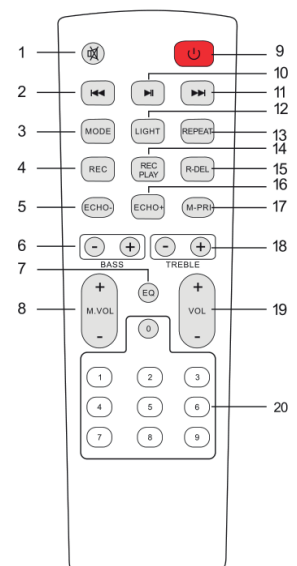 1 9
10
2 11
12
MODE LIGHT REPEAT
3 13
14
4 REC REC PLAY R-DEL 15
16
5 ECHO- ECHO+ M-PRI 17
6 - + - + 18
BASS TREBLE
7 EQ
8 + M.VOL - + VOL - 19
0
1 2 3
4 5 6 20
7 8 9